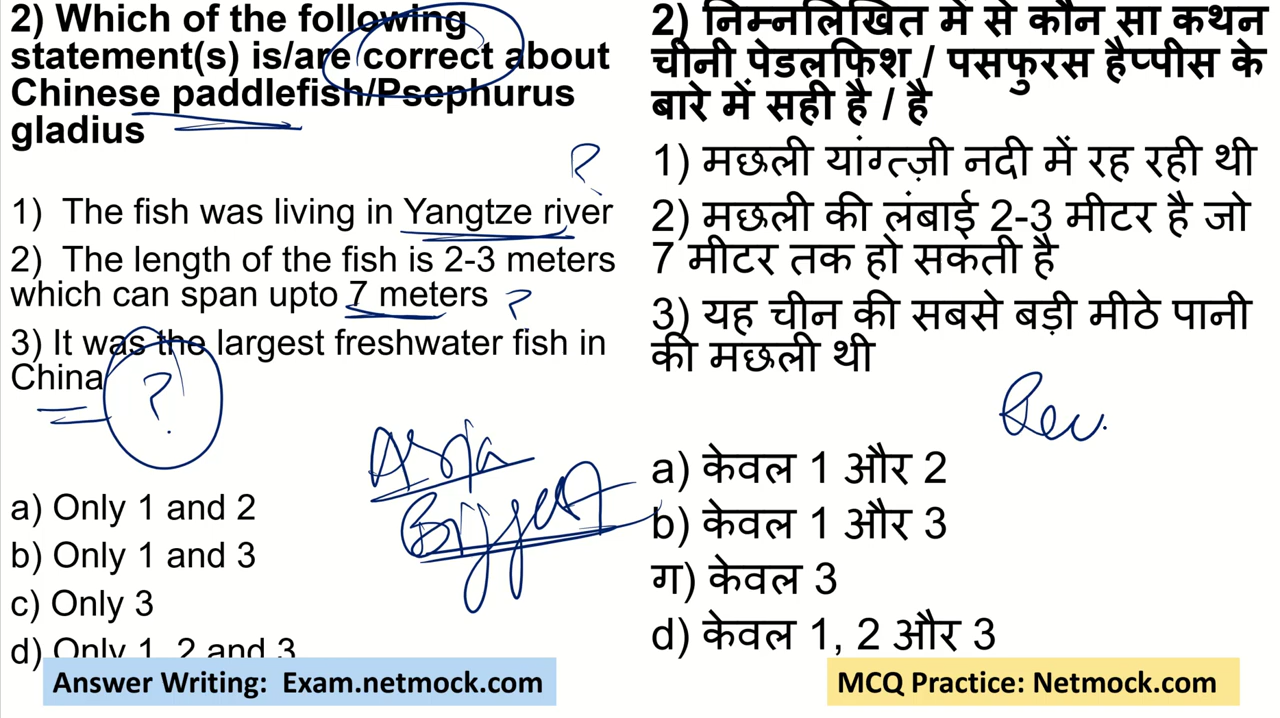 2) Which of the following
statement(s) is/are correct about
Chinese paddlefish/Psephurus
gladius
?
1) The fish was living in Yangtze river
2) The length of the fish is 2-3 meters
which can span upto 7 meters ?
3) It was the largest freshwater fish in
China
?
Asia
Biggest
a) Only 1 and 2
b) Only 1 and 3
c) Only 3
d) Only 1, 2 and 3
Answer Writing: Exam.netmock.com
2) निम्नलिखित में से कौन सा कथन
चीनी पेडलफिश / पसफुरस हैप्पीस के
बारे में सही है / है
1) मछली यांग्त्ज़ी नदी में रह रही थी
2) मछली की लंबाई 2-3 मीटर है जो
7 मीटर तक हो सकती है
3) यह चीन की सबसे बड़ी मीठे पानी
की मछली थी
a) केवल 1 और 2
b) केवल 1 और 3
ग) केवल 3
d) केवल 1, 2 और 3
MCQ Practice: Netmock.com